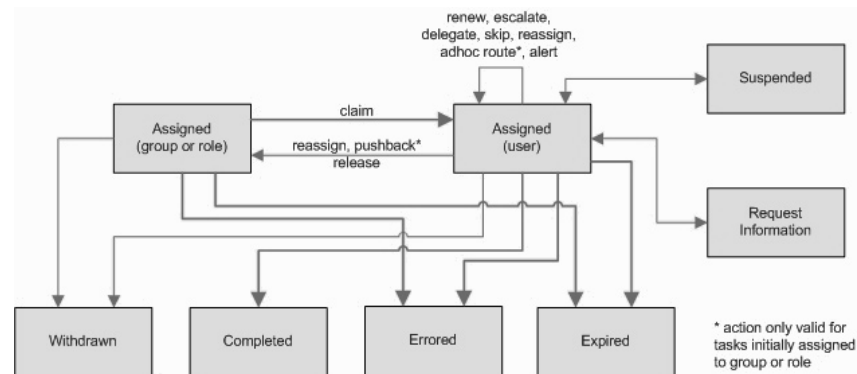 renew, escalate,
delegate, skip, reassign,
adhoc route*, alert
Suspended
claim
Assigned
(group or role)
Assigned
(user)
reassign, pushback*
release
Request
Information
Withdrawn
Completed
Errored
Expired
* action only valid for
tasks initially assigned
to group or role